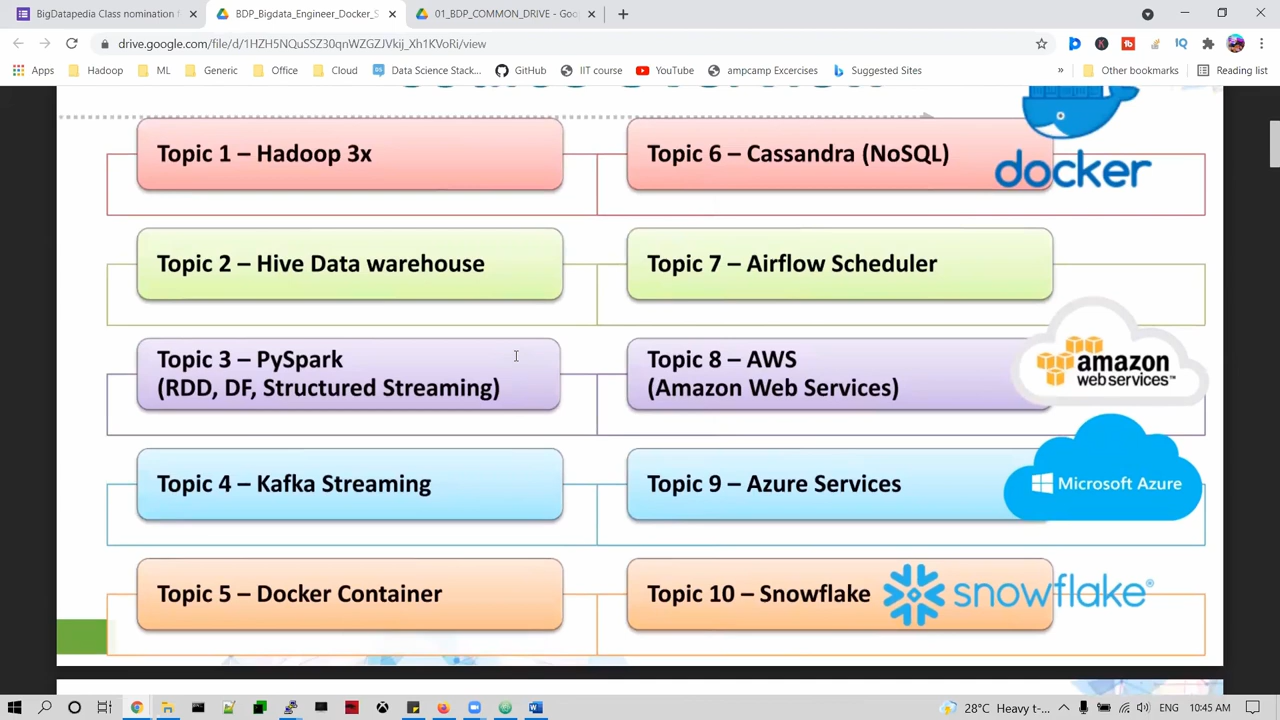 BigDatapedia Class nomination f
BDP_Bigdata_Engineer_Docker_S
01_BDP_COMMON_DRIVE - Goo
drive.google.com/file/d/1HZH5NQuSSZ30qnWZGZJVkij_Xh1KVoRi/view
Apps
Hadoop
ML
Generic
Office
Cloud
Data Science Stack...
GitHub
IIT course
YouTube
ampcamp Excercises
Suggested Sites
»
Other bookmarks
Reading list
Topic 1 – Hadoop 3x
Topic 6 – Cassandra (NoSQL)
docker
Topic 2 – Hive Data warehouse
Topic 7 – Airflow Scheduler
Topic 3 – PySpark
(RDD, DF, Structured Streaming)
Topic 8 – AWS
(Amazon Web Services)
amazon
web services™
Topic 4 – Kafka Streaming
Topic 9 – Azure Services
Microsoft Azure
Topic 5 – Docker Container
Topic 10 – Snowflake
snowflake®
28°C Heavy t-...
ENG
10:45 AM